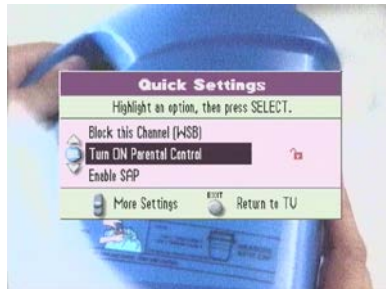 Quick Settings
Highlight an option, then press SELECT.
Block this Channel (WSB)
Turn ON Parental Control
Enable SAP
More Settings EXIT Return to TV